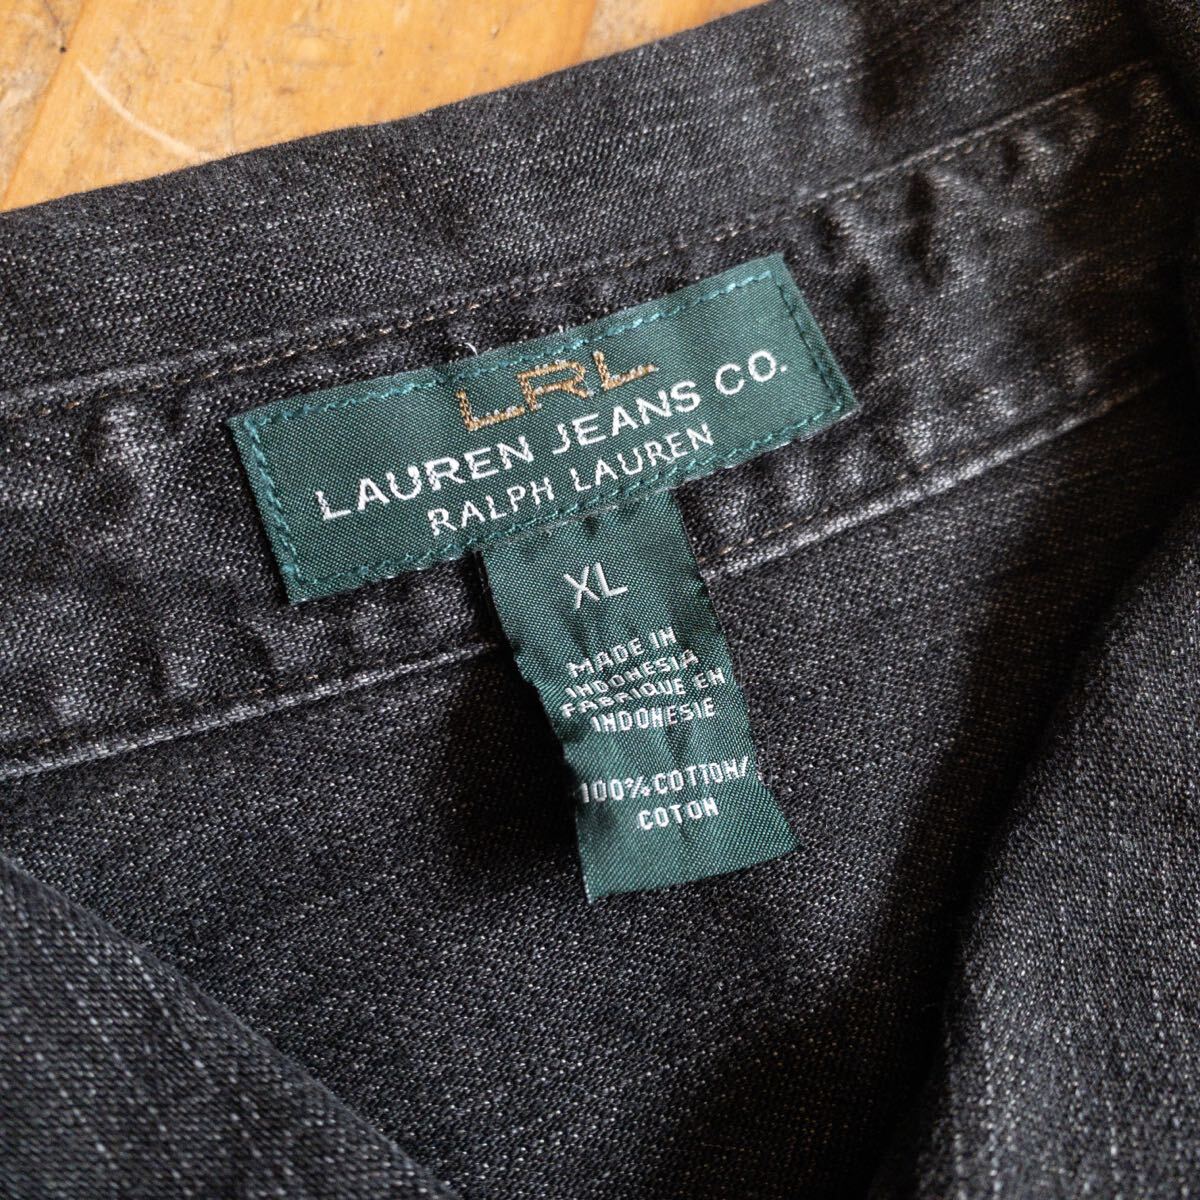 LRL
LAUREN JEANS CO.
RALPH LAUREN
XL
MADE IN
INDONESIA
FABRIQUE EN
INDONESIE
100% COTTON/
COTON